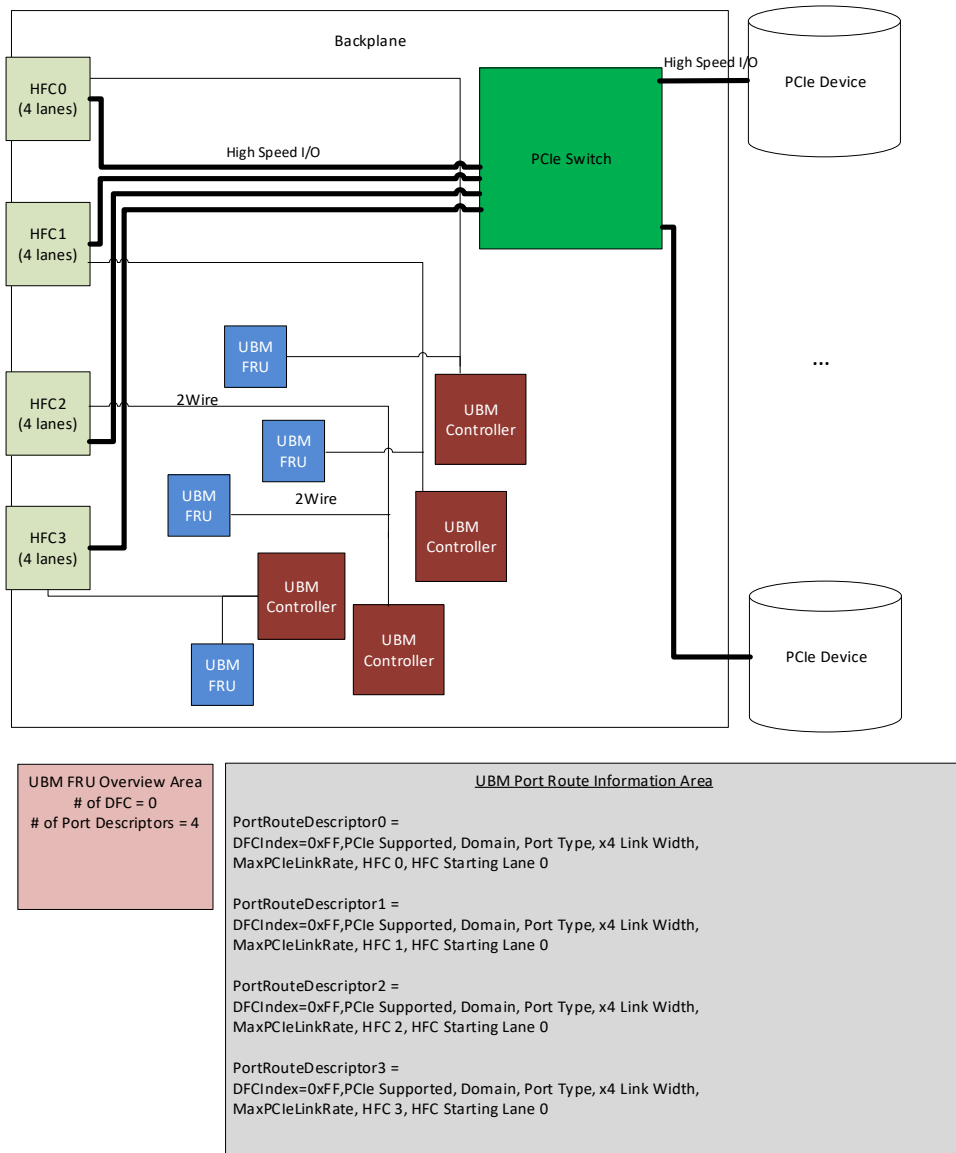 Backplane
High Speed I/O
PCIe Device
HFC0
(4 lanes)
High Speed I/O
PCIe Switch
HFC1
(4 lanes)
UBM
FRU
...
HFC2
(4 lanes)
2Wire
UBM
Controller
UBM
FRU
UBM
FRU
2Wire
HFC3
(4 lanes)
UBM
Controller
UBM
Controller
UBM
Controller
UBM
FRU
PCIe Device
UBM FRU Overview Area
# of DFC = 0
# of Port Descriptors = 4
UBM Port Route Information Area
PortRouteDescriptor0 =
DFCIndex=0xFF,PCIe Supported, Domain, Port Type, x4 Link Width,
MaxPCIeLinkRate, HFC 0, HFC Starting Lane 0
PortRouteDescriptor1 =
DFCIndex=0xFF,PCIe Supported, Domain, Port Type, x4 Link Width,
MaxPCIeLinkRate, HFC 1, HFC Starting Lane 0
PortRouteDescriptor2 =
DFCIndex=0xFF,PCIe Supported, Domain, Port Type, x4 Link Width,
MaxPCIeLinkRate, HFC 2, HFC Starting Lane 0
PortRouteDescriptor3 =
DFCIndex=0xFF,PCIe Supported, Domain, Port Type, x4 Link Width,
MaxPCIeLinkRate, HFC 3, HFC Starting Lane 0